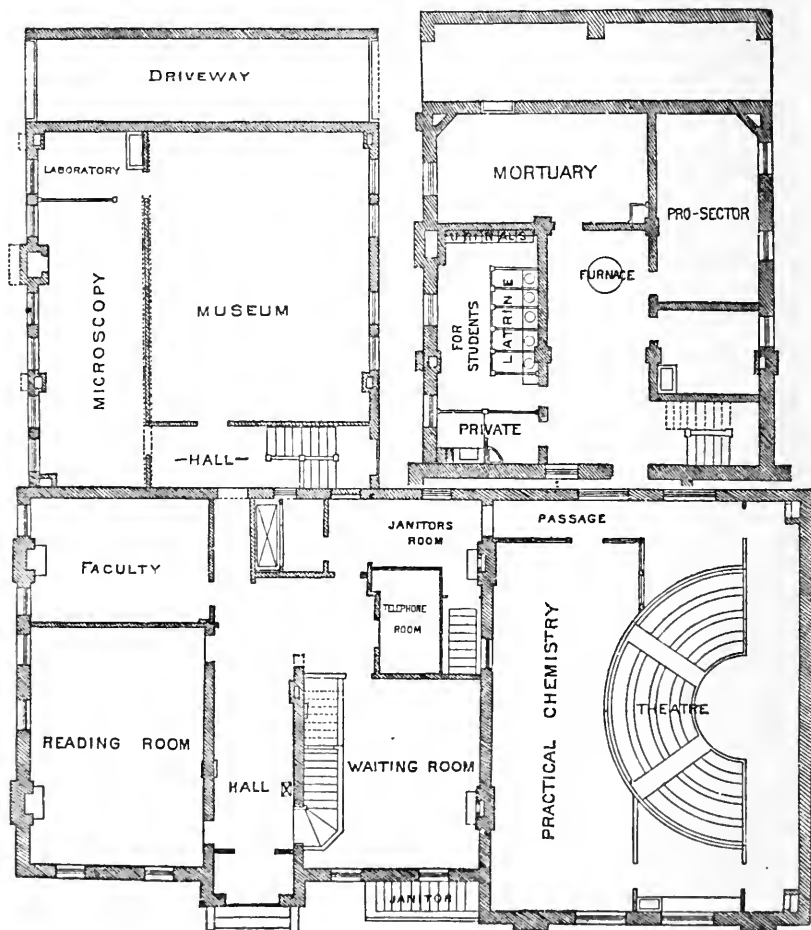 DRIVEWAY
LABORATORY
MICROSCOPY
MUSEUM
-HALL-
MORTUARY
PRO-SECTOR
URINALS
FURNACE
FOR
STUDENTS
LATRINE
PRIVATE
FACULTY
JANITORS
ROOM
TELEPHONE
ROOM
PASSAGE
READING ROOM
HALL
WAITING ROOM
PRACTICAL CHEMISTRY
THEATRE
JANITOR